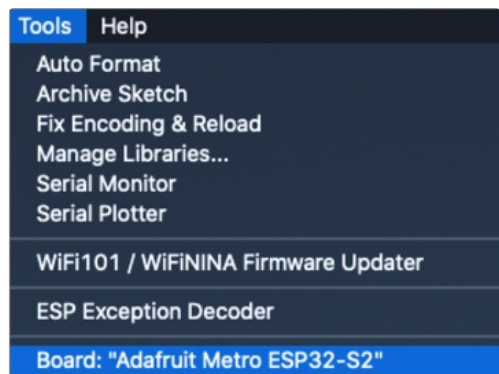 Tools Help
Auto Format
Archive Sketch
Fix Encoding & Reload
Manage Libraries...
Serial Monitor
Serial Plotter
WiFi101 / WiFiNINA Firmware Updater
ESP Exception Decoder
Board: "Adafruit Metro ESP32-S2"